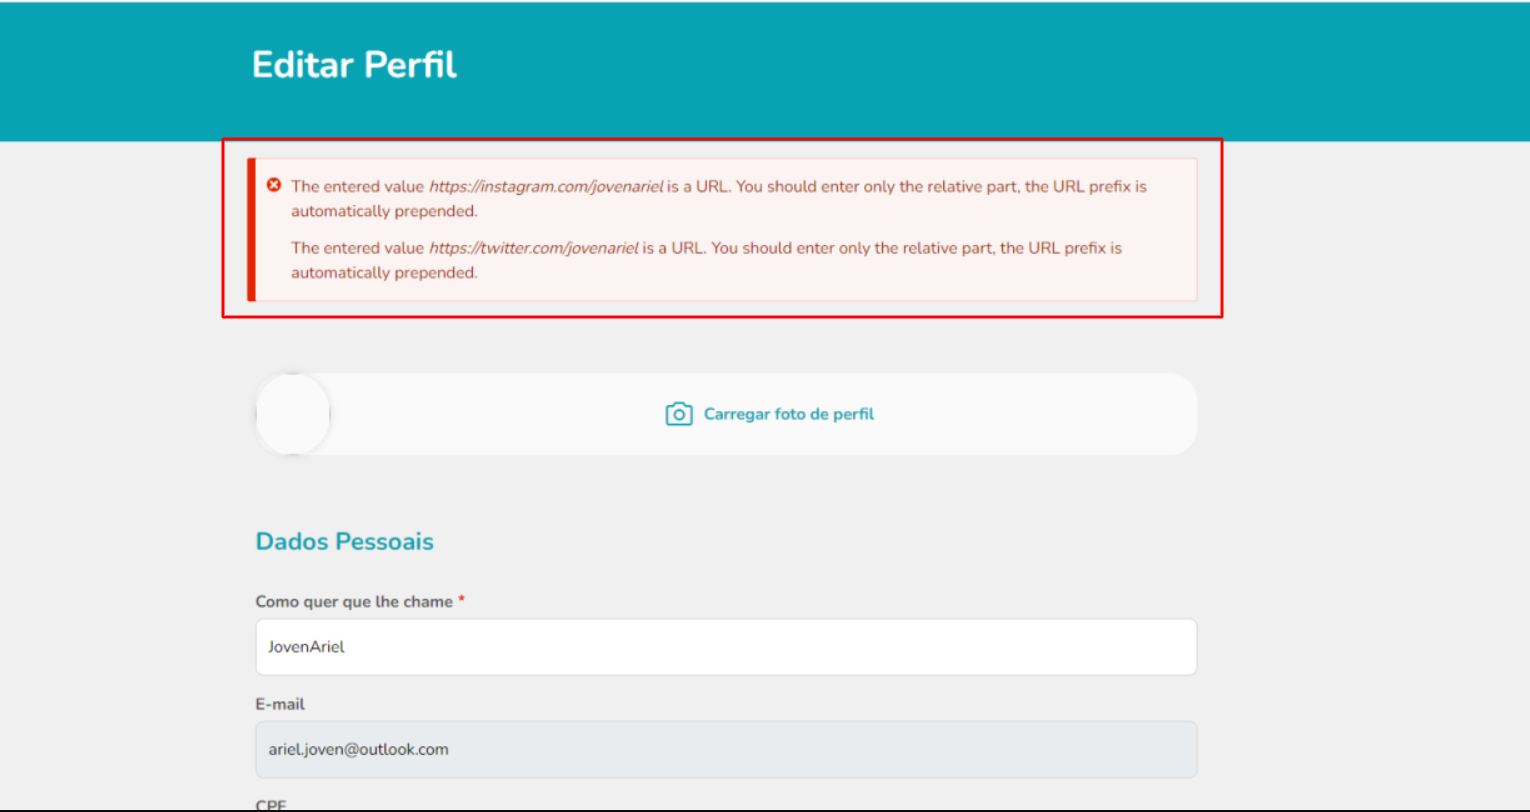 Editar Perfil
The entered value https://instagram.com/jovenariel is a URL. You should enter only the relative part, the URL prefix is
automatically prepended.
The entered value https://twitter.com/jovenariel is a URL. You should enter only the relative part, the URL prefix is
automatically prepended.
Carregar foto de perfil
Dados Pessoais
Como quer que lhe chame *
JovenAriel
E-mail
ariel.joven@outlook.com
CPF